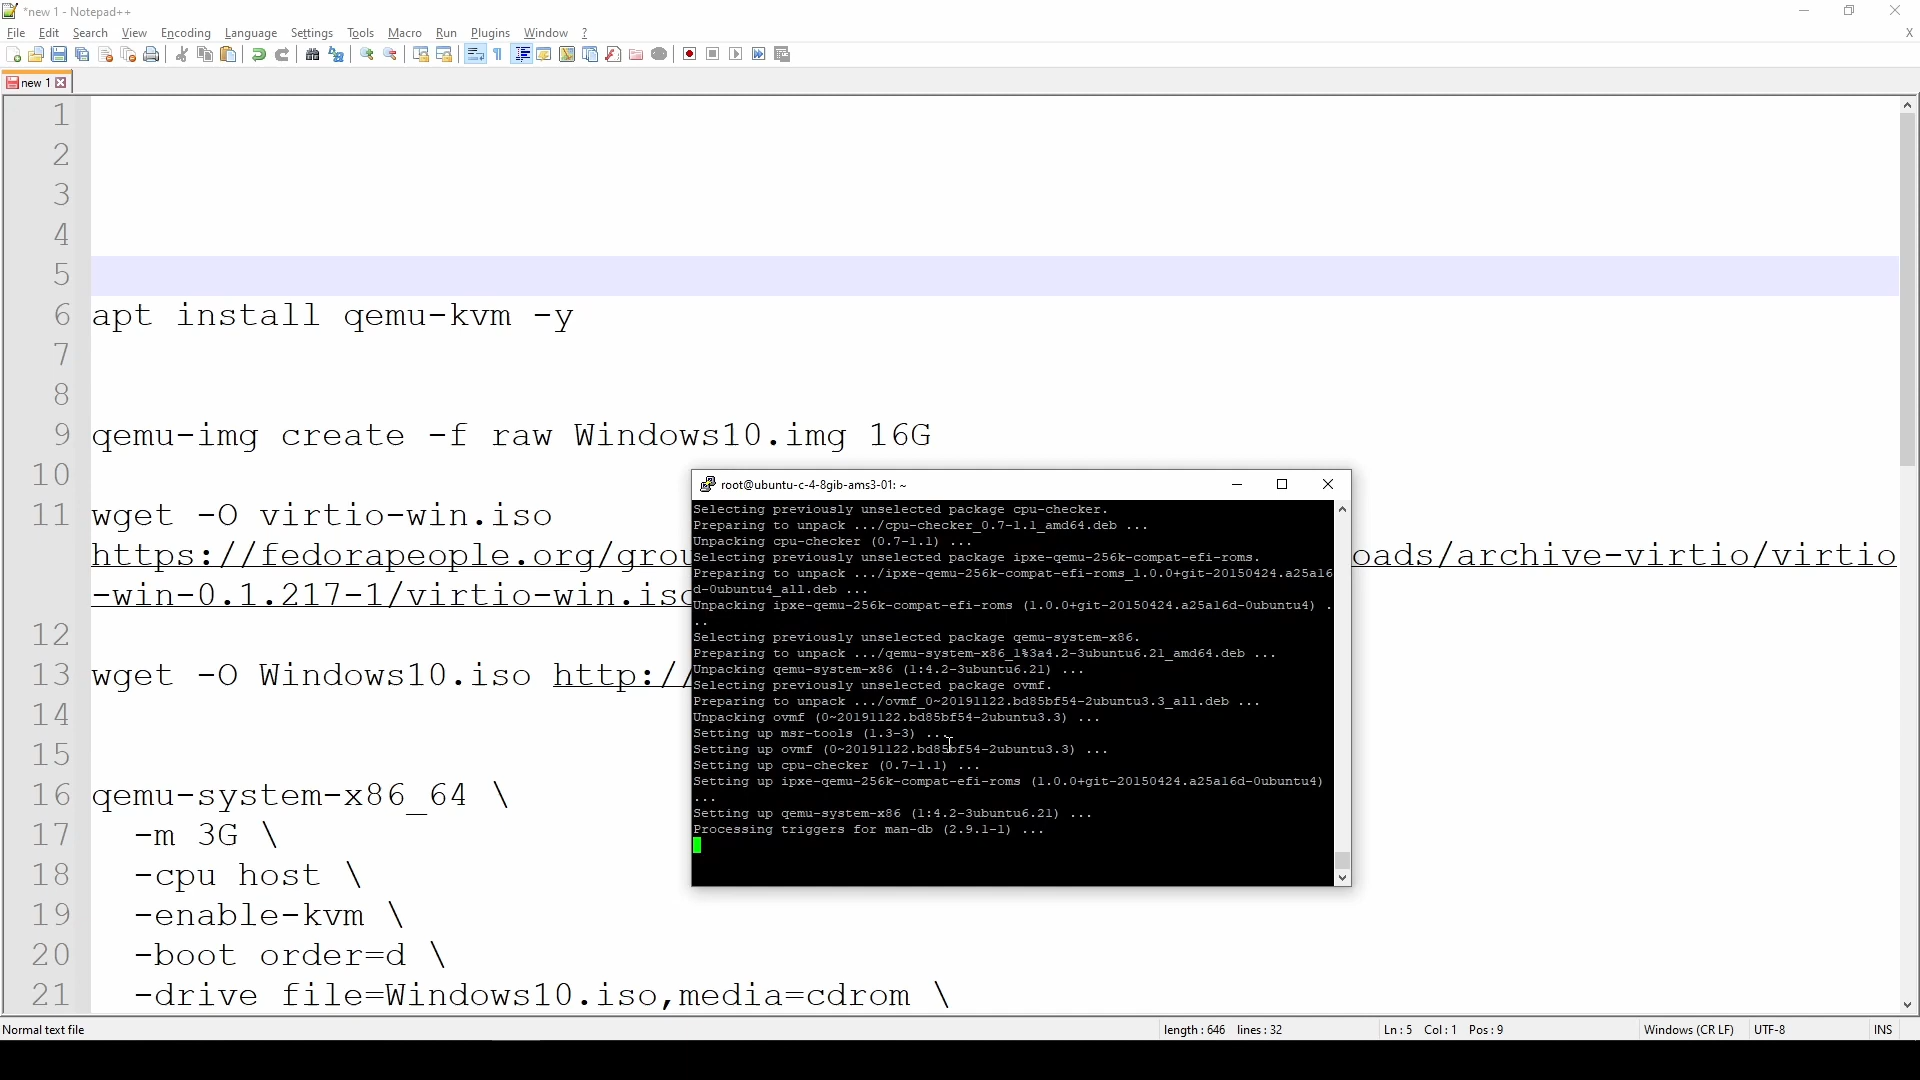 *new 1 - Notepad++
File Edit Search View Encoding Language Settings Tools Macro Run Plugins Window ? X
new 1
1
2
3
4
5
6 apt install qemu-kvm -y
7
8
9 qemu-img create -f raw Windows10.img 16G
10
11 wget -O virtio-win.iso
https://fedorapeople.org/grou oads/archive-virtio/virtio
-win-0.1.217-1/virtio-win.iso
12
13 wget -O Windows10.iso http://
14
15
16 qemu-system-x86_64 \
17 -m 3G \
18 -cpu host \
19 -enable-kvm \
20 -boot order=d \
21 -drive file=Windows10.iso,media=cdrom \
root@ubuntu-c-4-8gib-ams3-01: ~
Selecting previously unselected package cpu-checker.
Preparing to unpack .../cpu-checker_0.7-1.1_amd64.deb ...
Unpacking cpu-checker (0.7-1.1) ...
Selecting previously unselected package ipxe-qemu-256k-compat-efi-roms.
Preparing to unpack .../ipxe-qemu-256k-compat-efi-roms_1.0.0+git-20150424.a25a16
d-0ubuntu4_all.deb ...
Unpacking ipxe-qemu-256k-compat-efi-roms (1.0.0+git-20150424.a25a16d-0ubuntu4) .
..
Selecting previously unselected package qemu-system-x86.
Preparing to unpack .../qemu-system-x86_1%3a4.2-3ubuntu6.21_amd64.deb ...
Unpacking qemu-system-x86 (1:4.2-3ubuntu6.21) ...
Selecting previously unselected package ovmf.
Preparing to unpack .../ovmf_0~20191122.bd85bf54-2ubuntu3.3_all.deb ...
Unpacking ovmf (0~20191122.bd85bf54-2ubuntu3.3) ...
Setting up msr-tools (1.3-3) ...
Setting up ovmf (0~20191122.bd85bf54-2ubuntu3.3) ...
Setting up cpu-checker (0.7-1.1) ...
Setting up ipxe-qemu-256k-compat-efi-roms (1.0.0+git-20150424.a25a16d-0ubuntu4)
...
Setting up qemu-system-x86 (1:4.2-3ubuntu6.21) ...
Processing triggers for man-db (2.9.1-1) ...
Normal text file length : 646 lines : 32 Ln : 5 Col : 1 Pos : 9 Windows (CR LF) UTF-8 INS